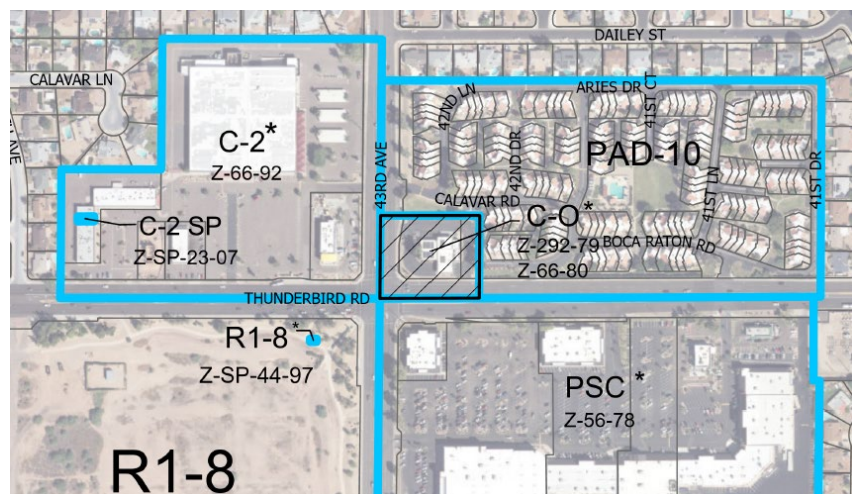 DAILEY ST
CALAVAR LN
ARIES DR
42ND LN
41ST CT
C-2*
Z-66-92
43RD AVE
42ND DR
PAD-10
41ST LN
41ST DR
AVE
CALAVAR RD
C-2 SP
Z-SP-23-07
C-O*
Z-292-79
Z-66-80
BOCA RATON RD
THUNDERBIRD RD
R1-8*
Z-SP-44-97
PSC *
Z-56-78
R1-8